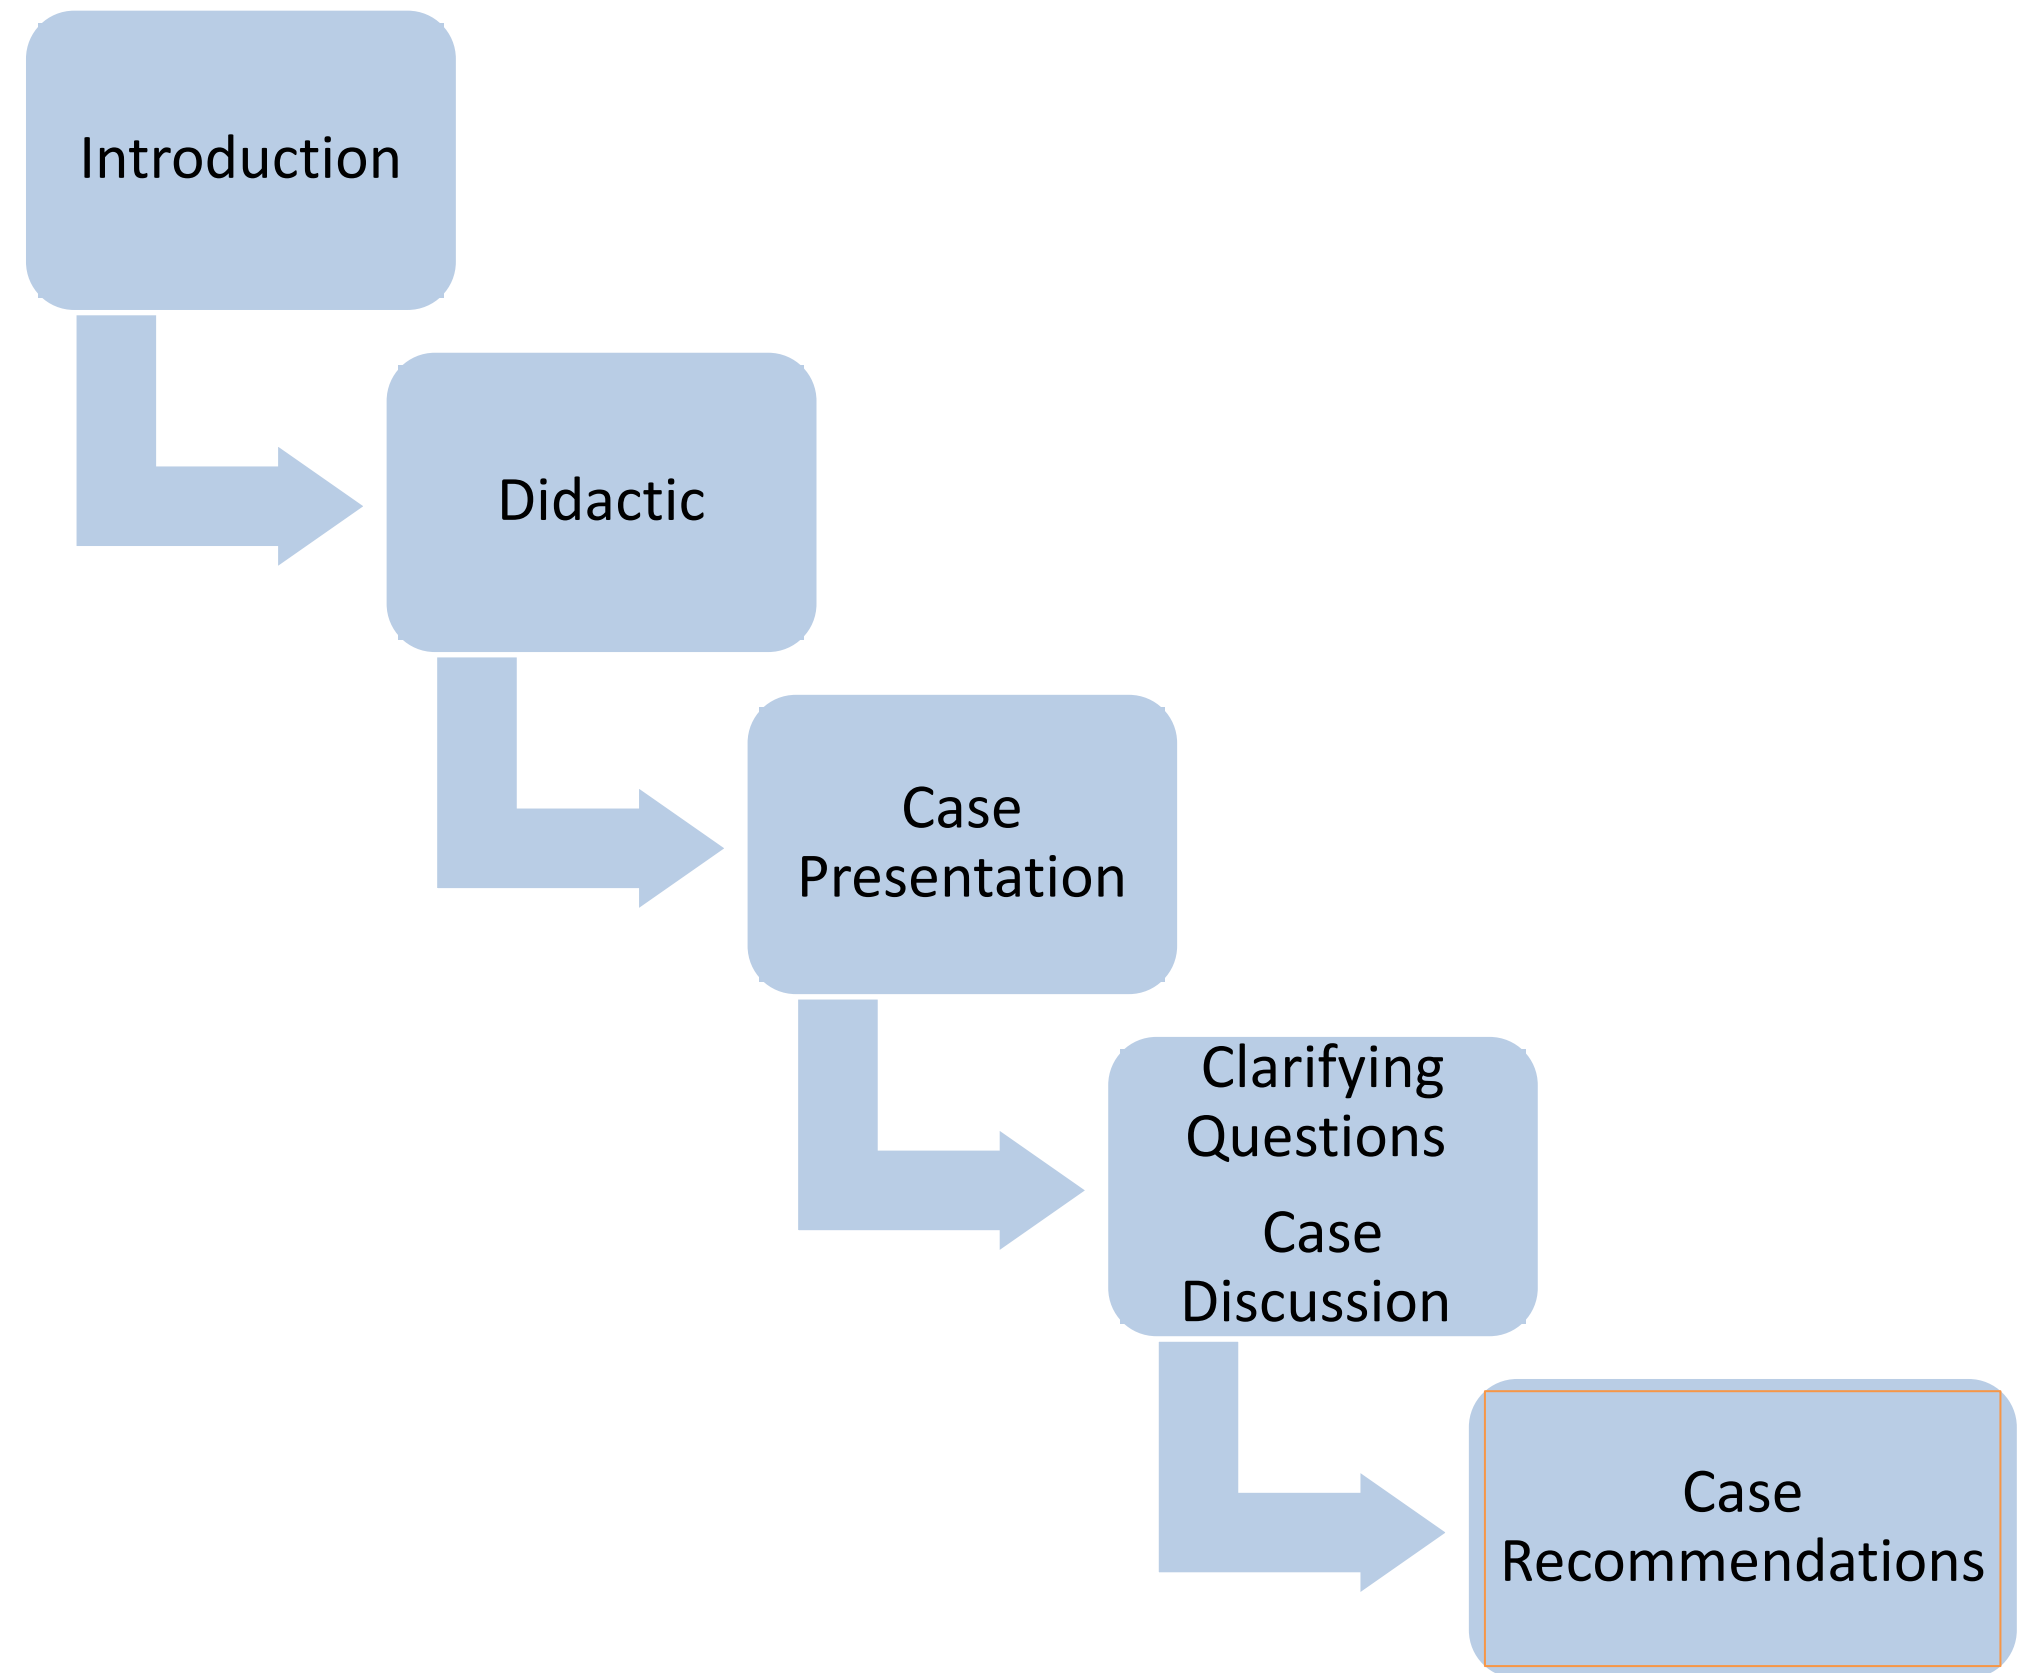 Introduction
Didactic
Case
Presentation
Clarifying
Questions
Case
Discussion
Case
Recommendations